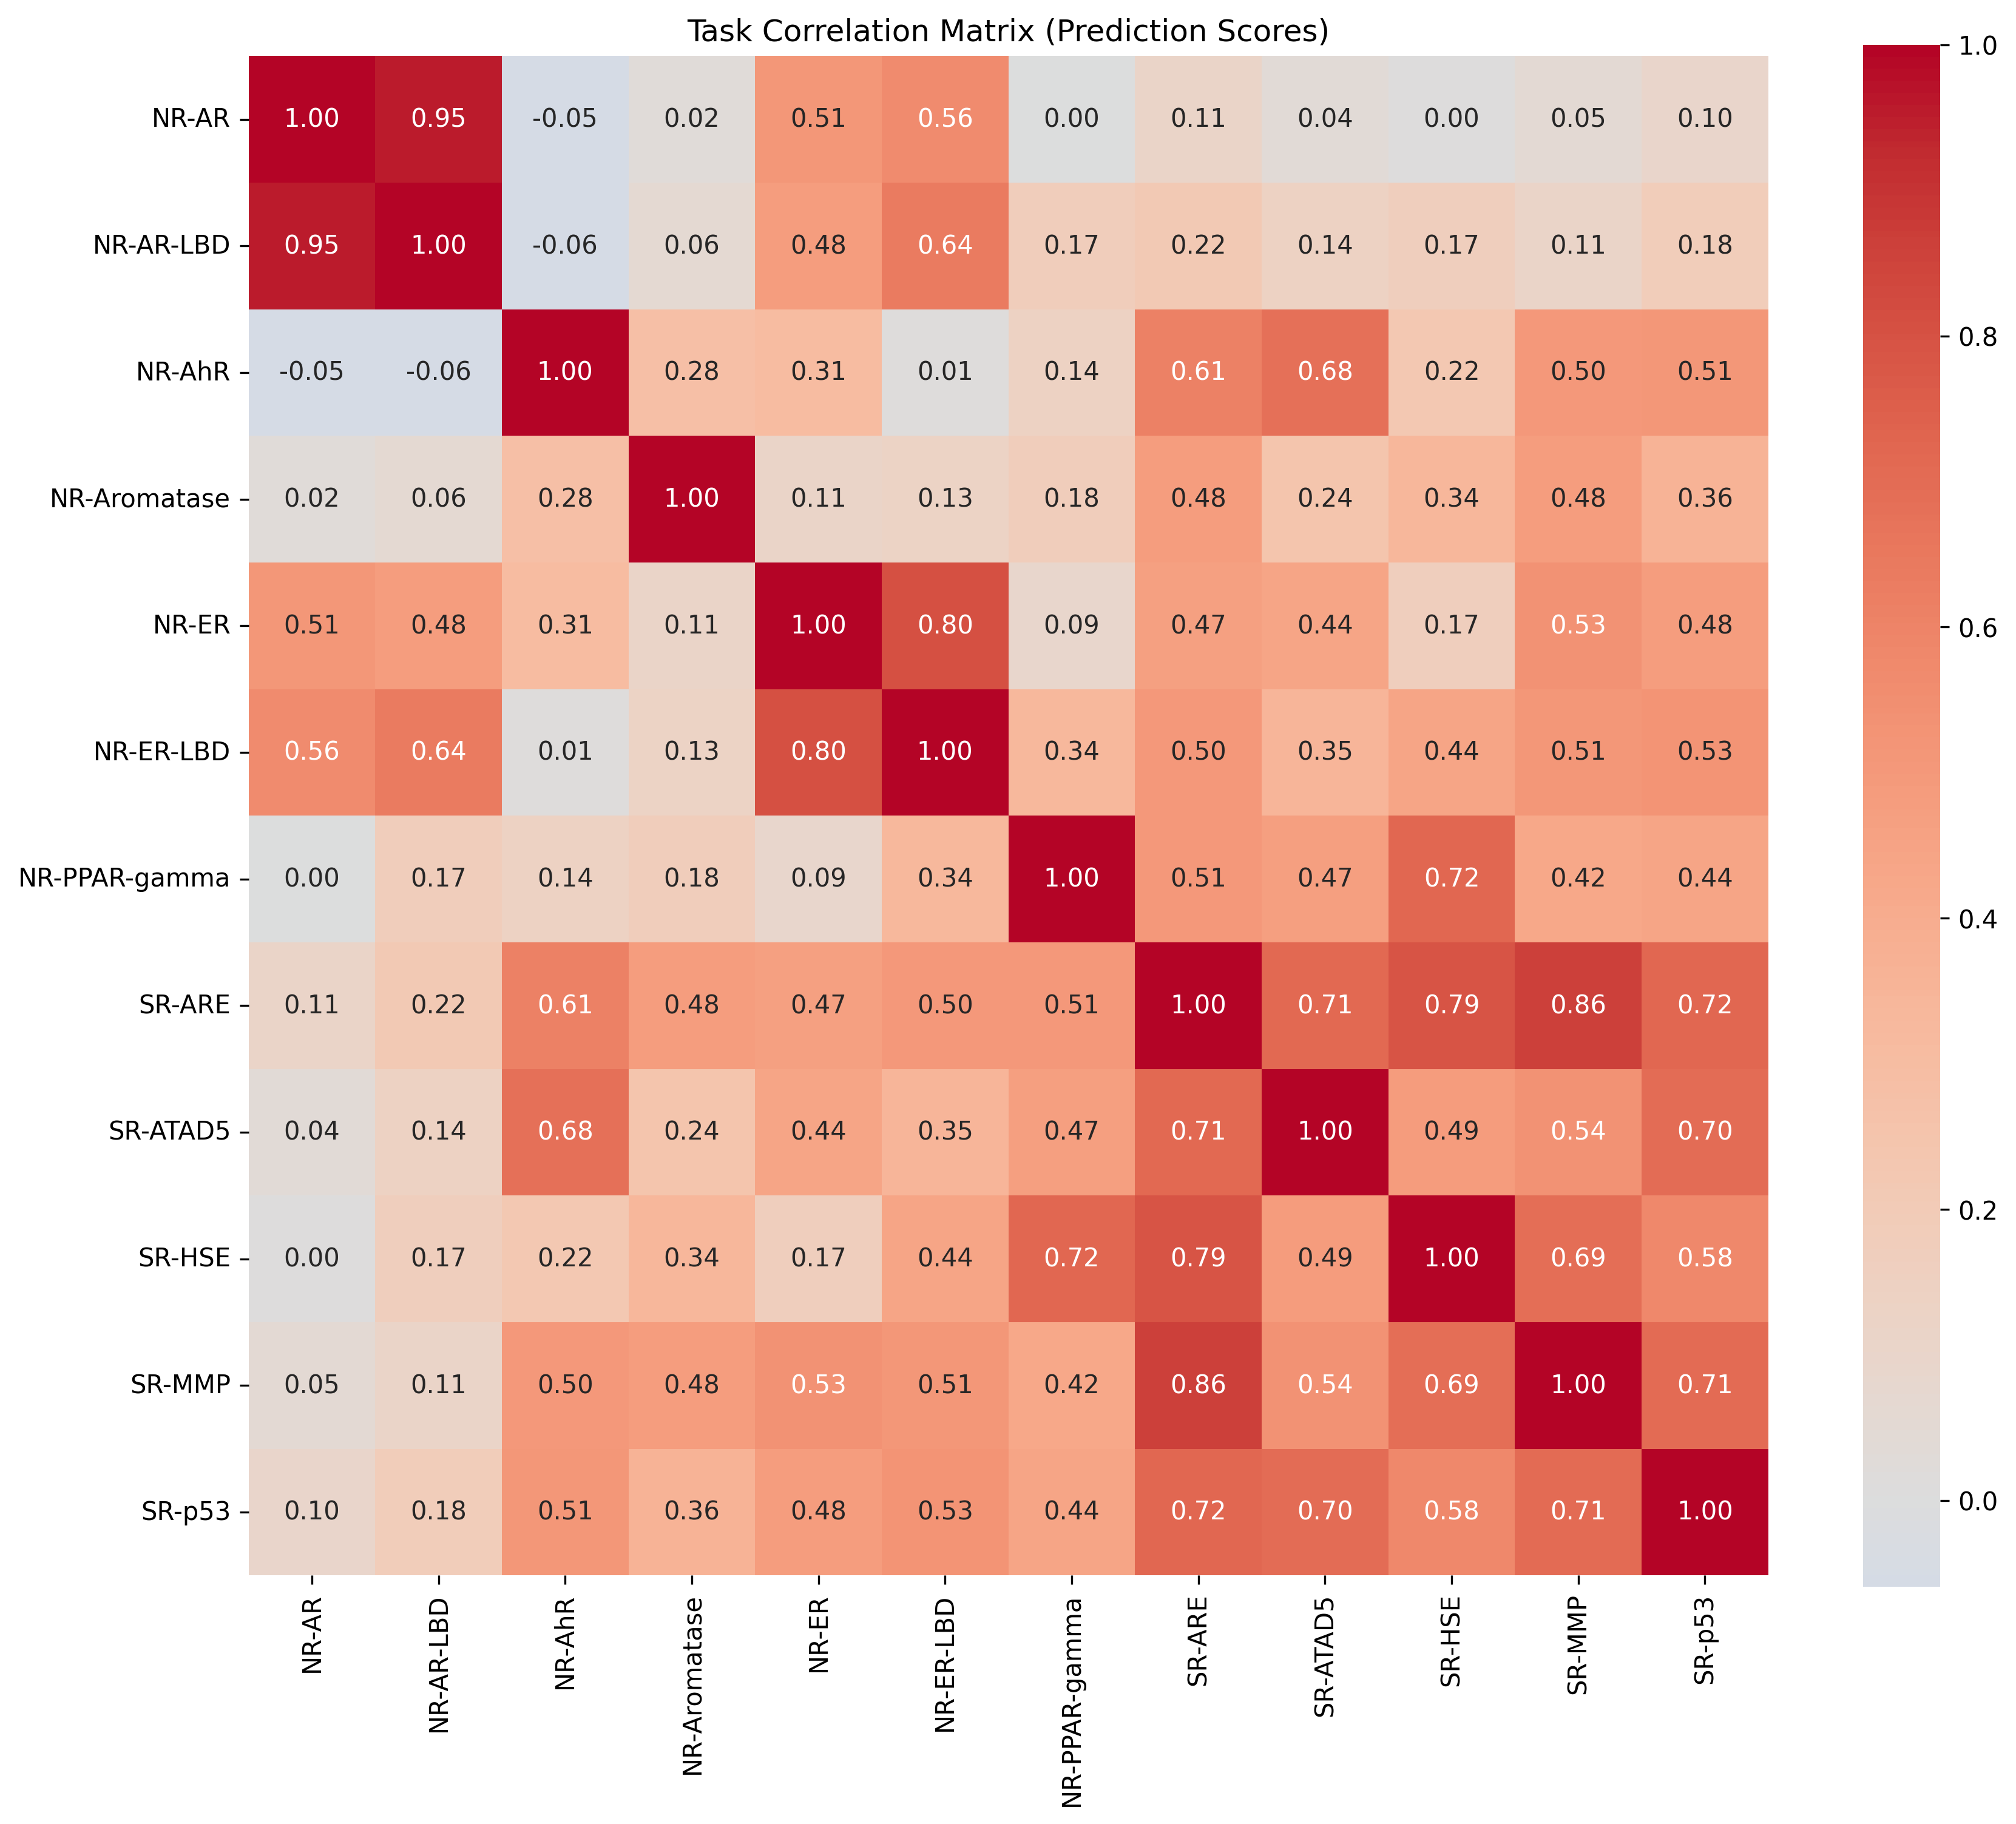 Task Correlation Matrix (Prediction Scores)
NR-AR 1.00 0.95 -0.05 0.02 0.51 0.56 0.00 0.11 0.04 0.00 0.05 0.10
NR-AR-LBD 0.95 1.00 -0.06 0.06 0.48 0.64 0.17 0.22 0.14 0.17 0.11 0.18
NR-AhR -0.05 -0.06 1.00 0.28 0.31 0.01 0.14 0.61 0.68 0.22 0.50 0.51
NR-Aromatase 0.02 0.06 0.28 1.00 0.11 0.13 0.18 0.48 0.24 0.34 0.48 0.36
NR-ER 0.51 0.48 0.31 0.11 1.00 0.80 0.09 0.47 0.44 0.17 0.53 0.48
NR-ER-LBD 0.56 0.64 0.01 0.13 0.80 1.00 0.34 0.50 0.35 0.44 0.51 0.53
NR-PPAR-gamma 0.00 0.17 0.14 0.18 0.09 0.34 1.00 0.51 0.47 0.72 0.42 0.44
SR-ARE 0.11 0.22 0.61 0.48 0.47 0.50 0.51 1.00 0.71 0.79 0.86 0.72
SR-ATAD5 0.04 0.14 0.68 0.24 0.44 0.35 0.47 0.71 1.00 0.49 0.54 0.70
SR-HSE 0.00 0.17 0.22 0.34 0.17 0.44 0.72 0.79 0.49 1.00 0.69 0.58
SR-MMP 0.05 0.11 0.50 0.48 0.53 0.51 0.42 0.86 0.54 0.69 1.00 0.71
SR-p53 0.10 0.18 0.51 0.36 0.48 0.53 0.44 0.72 0.70 0.58 0.71 1.00
NR-AR
NR-AR-LBD
NR-AhR
NR-Aromatase
NR-ER
NR-ER-LBD
NR-PPAR-gamma
SR-ARE
SR-ATAD5
SR-HSE
SR-MMP
SR-p53
1.0
0.8
0.6
0.4
0.2
0.0